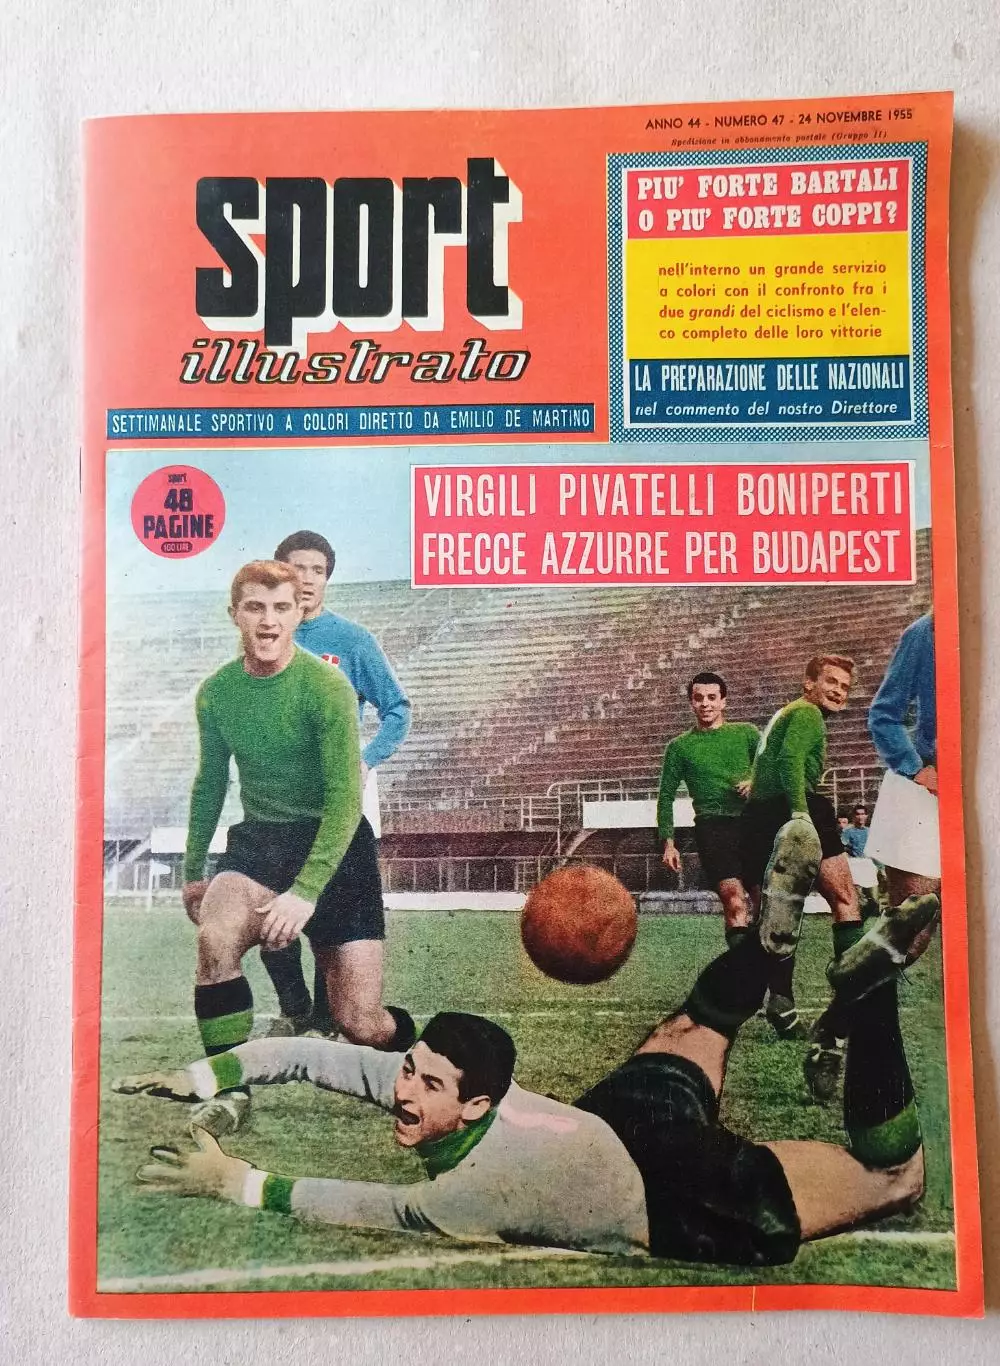 ANNO 44 - NUMERO 47 - 24 NOVEMBRE 1955
Spedizione in abbonamento postale (Gruppo II)
sport
illustrato
SETTIMANALE SPORTIVO A COLORI DIRETTO DA EMILIO DE MARTINO
PIU' FORTE BARTALI
O PIU' FORTE COPPI?
nell'interno un grande servizio
a colori con il confronto fra i
due grandi del ciclismo e l'elen-
co completo delle loro vittorie
LA PREPARAZIONE DELLE NAZIONALI
nel commento del nostro Direttore
sport
48
PAGINE
100 LIRE
VIRGILI PIVATELLI BONIPERTI
FRECCE AZZURRE PER BUDAPEST